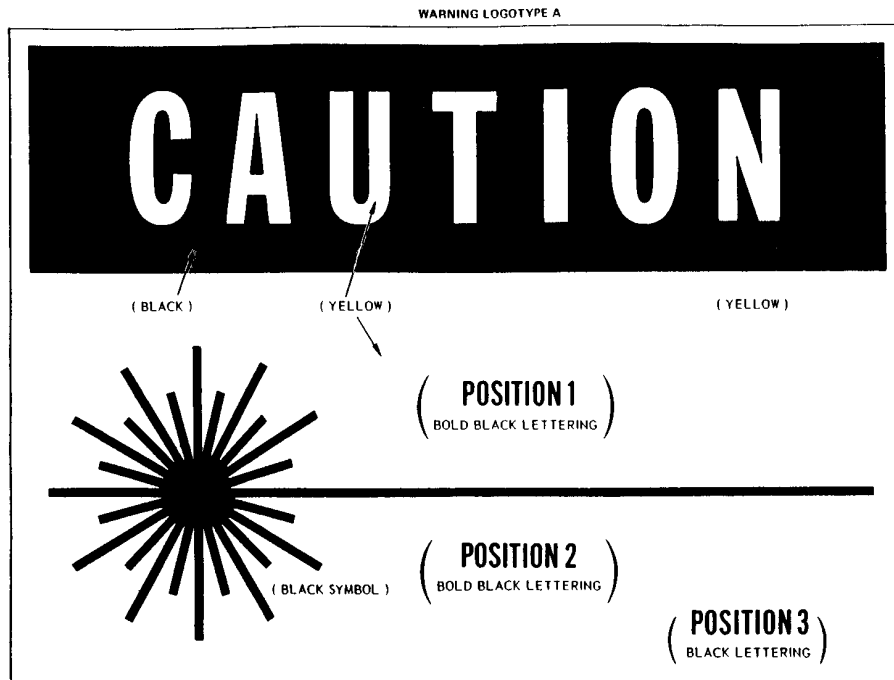 WARNING LOGOTYPE A
CAUTION
( BLACK )
( YELLOW )
( YELLOW )
( POSITION 1
BOLD BLACK LETTERING )
( BLACK SYMBOL )
( POSITION 2
BOLD BLACK LETTERING )
( POSITION 3
BLACK LETTERING )